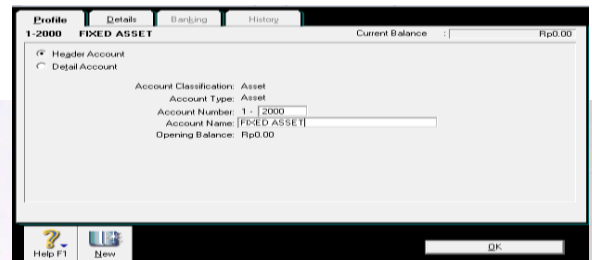 Profile Details Banking History
1-2000 FIXED ASSET Current Balance : Rp0.00
Header Account
Detail Account
Account Classification: Asset
Account Type: Asset
Account Number: 1 - 2000
Account Name: FIXED ASSET
Opening Balance: Rp0.00
Help F1 New OK